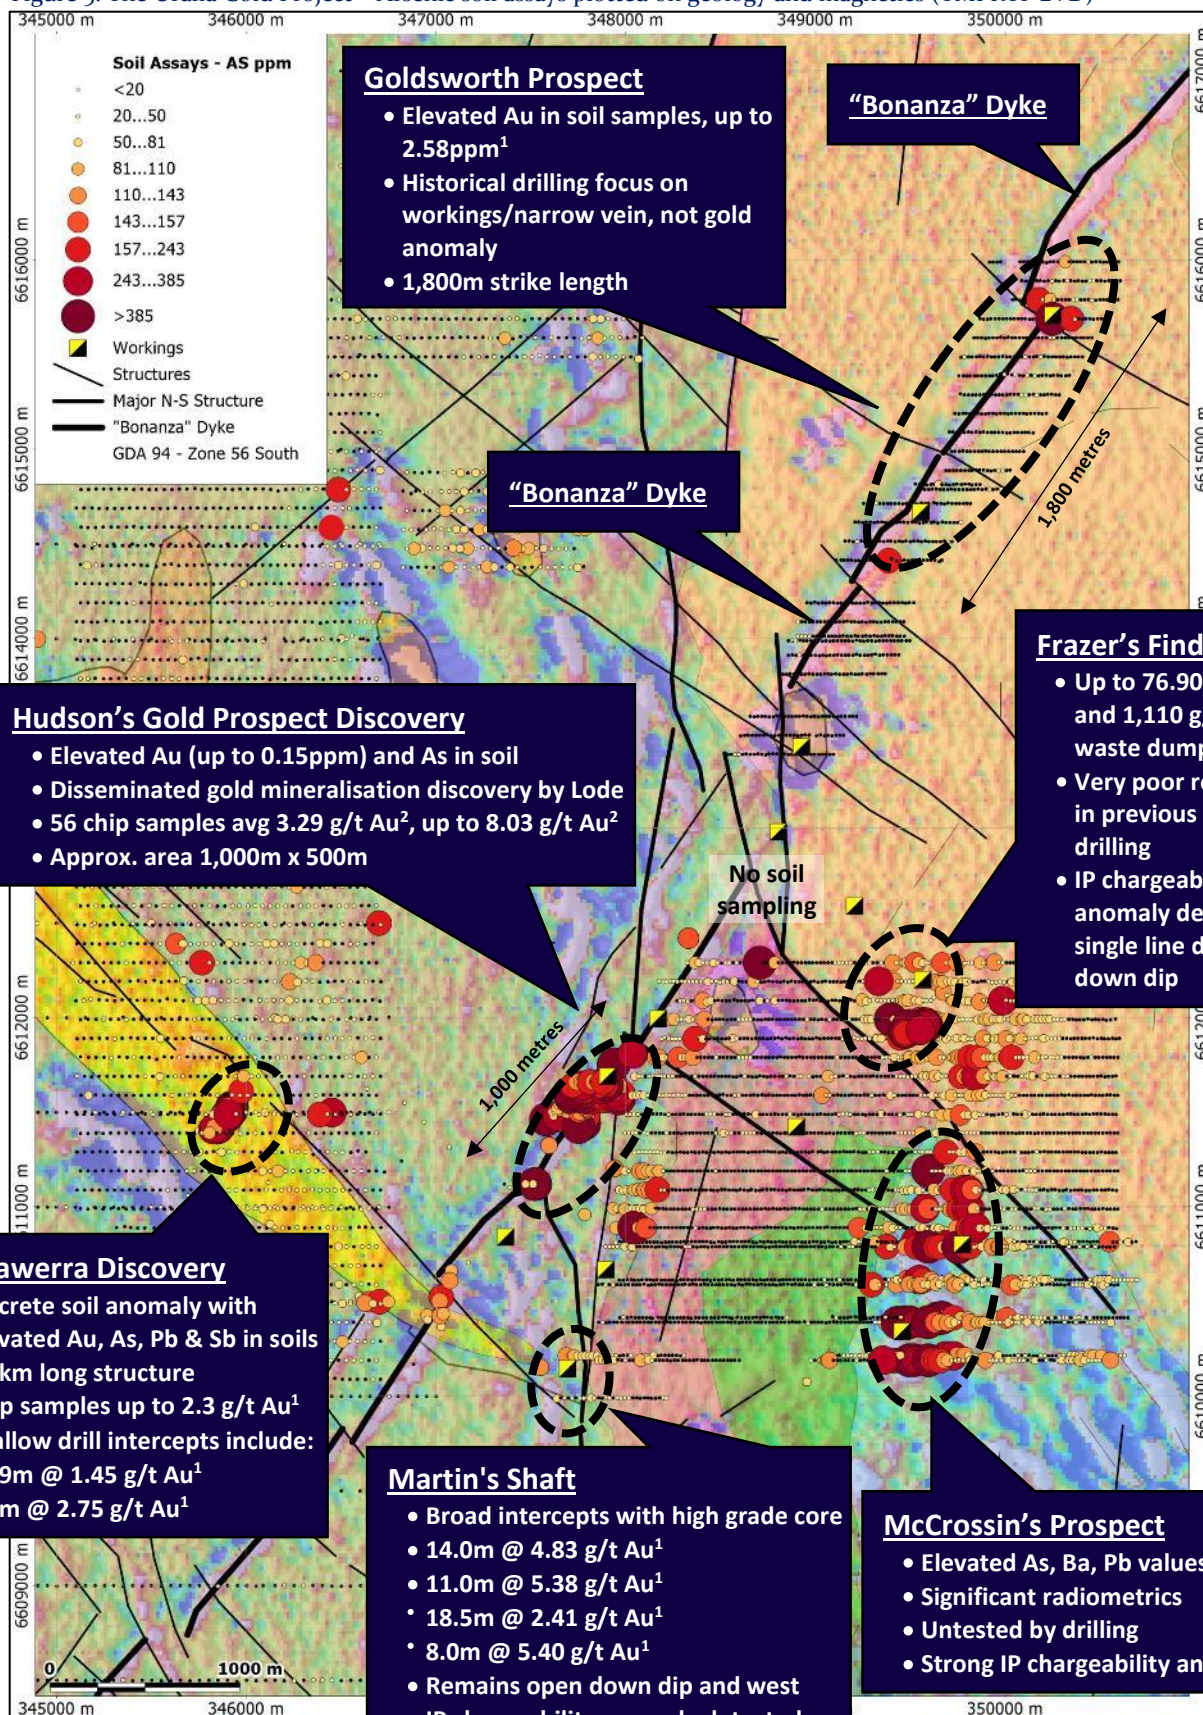 345000 m 346000 m 347000 m 348000 m 349000 m 350000 m
Soil Assays - AS ppm
<20
20...50
50...81
81...110
110...143
143...157
157...243
243...385
>385
Workings
Structures
Major N-S Structure
"Bonanza" Dyke
GDA 94 - Zone 56 South
Goldsworth Prospect
• Elevated Au in soil samples, up to
2.58ppm¹
• Historical drilling focus on
workings/narrow vein, not gold
anomaly
• 1,800m strike length
“Bonanza” Dyke
6617000 m
6616000 m
6616000 m
6615000 m
6615000 m
“Bonanza” Dyke
1,800 metres
6614000 m
Frazer’s Find
• Up to 76.90
and 1,110 g/
waste dump
• Very poor
in previous
drilling
• IP
anomaly
single line
down dip
Hudson’s Gold Prospect Discovery
• Elevated Au (up to 0.15ppm) and As in soil
• Disseminated gold mineralisation discovery by Lode
• 56 chip samples avg 3.29 g/t Au², up to 8.03 g/t Au²
• Approx. area 1,000m x 500m
No soil
sampling
6612000 m
1,000 metres
6611000 m
Discovery
soil anomaly with
Au, As, Pb & Sb in soils
km long structure
samples up to 2.3 g/t Au¹
drill intercepts include:
9m @ 1.45 g/t Au¹
m @ 2.75 g/t Au¹
6610000 m
Martin's Shaft
• Broad intercepts with high grade core
• 14.0m @ 4.83 g/t Au¹
• 11.0m @ 5.38 g/t Au¹
• 18.5m @ 2.41 g/t Au¹
• 8.0m @ 5.40 g/t Au¹
• Remains open down dip and west
McCrossin’s Prospect
• Elevated As, Ba, Pb values
• Significant radiometrics
• Untested by drilling
• Strong IP chargeability
6609000 m
0 1000 m
345000 m 346000 m 350000 m